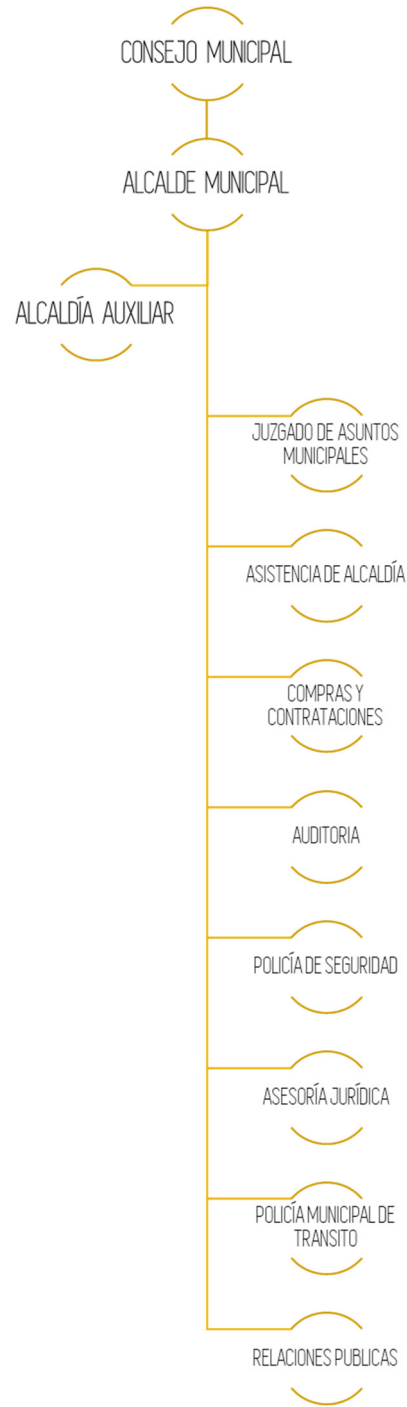 CONSEJO MUNICIPAL
ALCALDE MUNICIPAL
ALCALDÍA AUXILIAR
JUZGADO DE ASUNTOS
MUNICIPALES
ASISTENCIA DE ALCALDÍA
COMPRAS Y
CONTRATACIONES
AUDITORIA
POLICÍA DE SEGURIDAD
ASESORÍA JURÍDICA
POLICÍA MUNICIPAL DE
TRANSITO
RELACIONES PUBLICAS